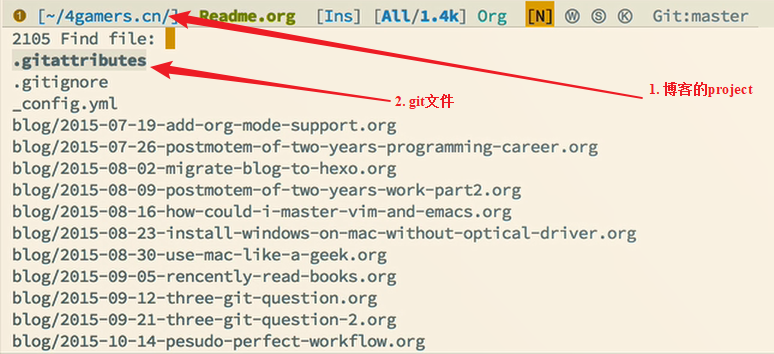 ❶ [~/4gamers.cn/] Readme.org [Ins] [All/1.4k] Org [N] Ⓦ Ⓢ Ⓚ Git:master
2105 Find file:
.gitattributes
1. 博客的project
.gitignore
2. git文件
_config.yml
blog/2015-07-19-add-org-mode-support.org
blog/2015-07-26-postmotem-of-two-years-programming-career.org
blog/2015-08-02-migrate-blog-to-hexo.org
blog/2015-08-09-postmotem-of-two-years-work-part2.org
blog/2015-08-16-how-could-i-master-vim-and-emacs.org
blog/2015-08-23-install-windows-on-mac-without-optical-driver.org
blog/2015-08-30-use-mac-like-a-geek.org
blog/2015-09-05-rencently-read-books.org
blog/2015-09-12-three-git-question.org
blog/2015-09-21-three-git-question-2.org
blog/2015-10-14-pesudo-perfect-workflow.org